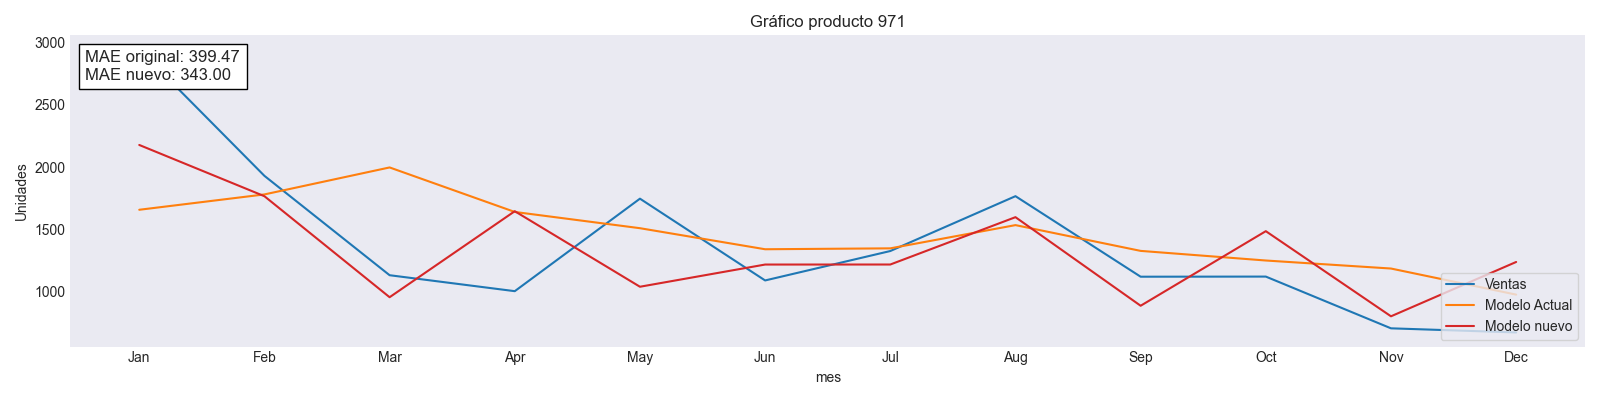 Gráfico producto 971
MAE original: 399.47
MAE nuevo: 343.00
Unidades
3000
2500
2000
1500
1000
Jan Feb Mar Apr May Jun Jul Aug Sep Oct Nov Dec
mes
Ventas
Modelo Actual
Modelo nuevo